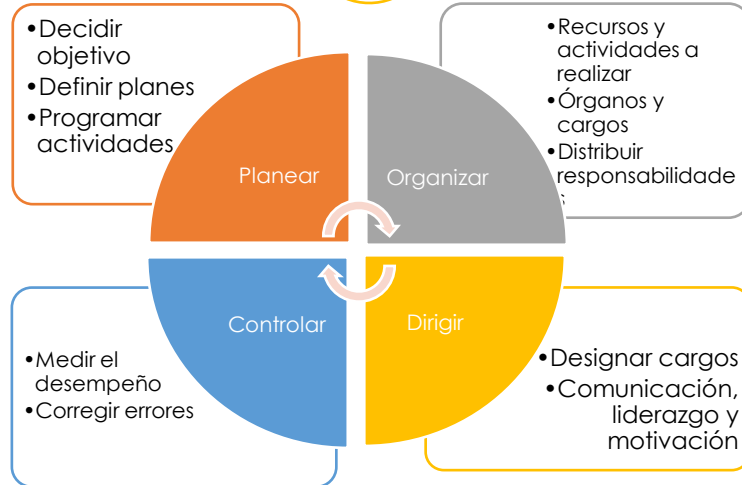 •Decidir
objetivo
•Definir planes
•Programar
actividades
•Recursos y
actividades a
realizar
•Órganos y
cargos
•Distribuir
responsabilidade
s
Planear
Organizar
Controlar
Dirigir
•Medir el
desempeño
•Corregir errores
•Designar cargos
•Comunicación,
liderazgo y
motivación